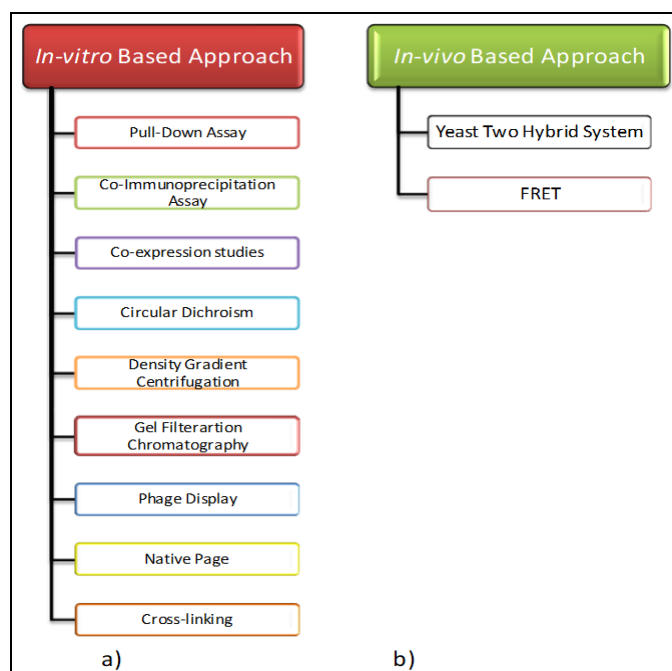 In-vitro Based Approach
Pull-Down Assay
Co-Immunoprecipitation
Assay
Co-expression studies
Circular Dichroism
Density Gradient
Centrifugation
Gel Filterartion
Chromatography
Phage Display
Native Page
Cross-linking
a)
In-vivo Based Approach
Yeast Two Hybrid System
FRET
b)